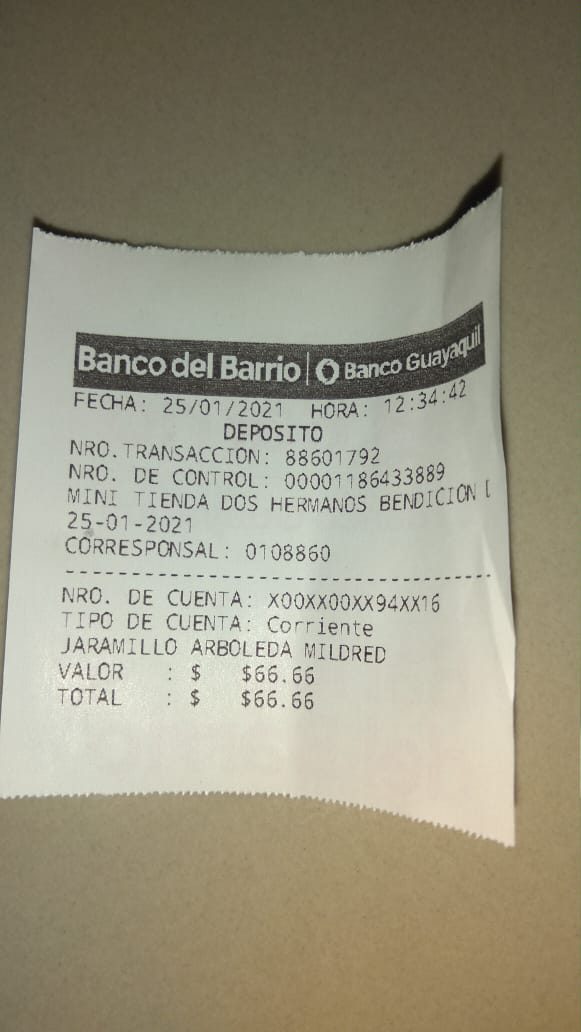 Banco del Barrio | Banco Guayaquil
FECHA: 25/01/2021 HORA: 12:34:42
DEPOSITO
NRO.TRANSACCION: 88601792
NRO. DE CONTROL: 00001186433889
MINI TIENDA DOS HERMANOS BENDICION
25-01-2021
CORRESPONSAL: 0108860
NRO. DE CUENTA: X00XX00XX94XX16
TIPO DE CUENTA: Corriente
JARAMILLO ARBOLEDA MILDRED
VALOR : $ $66.66
TOTAL : $ $66.66